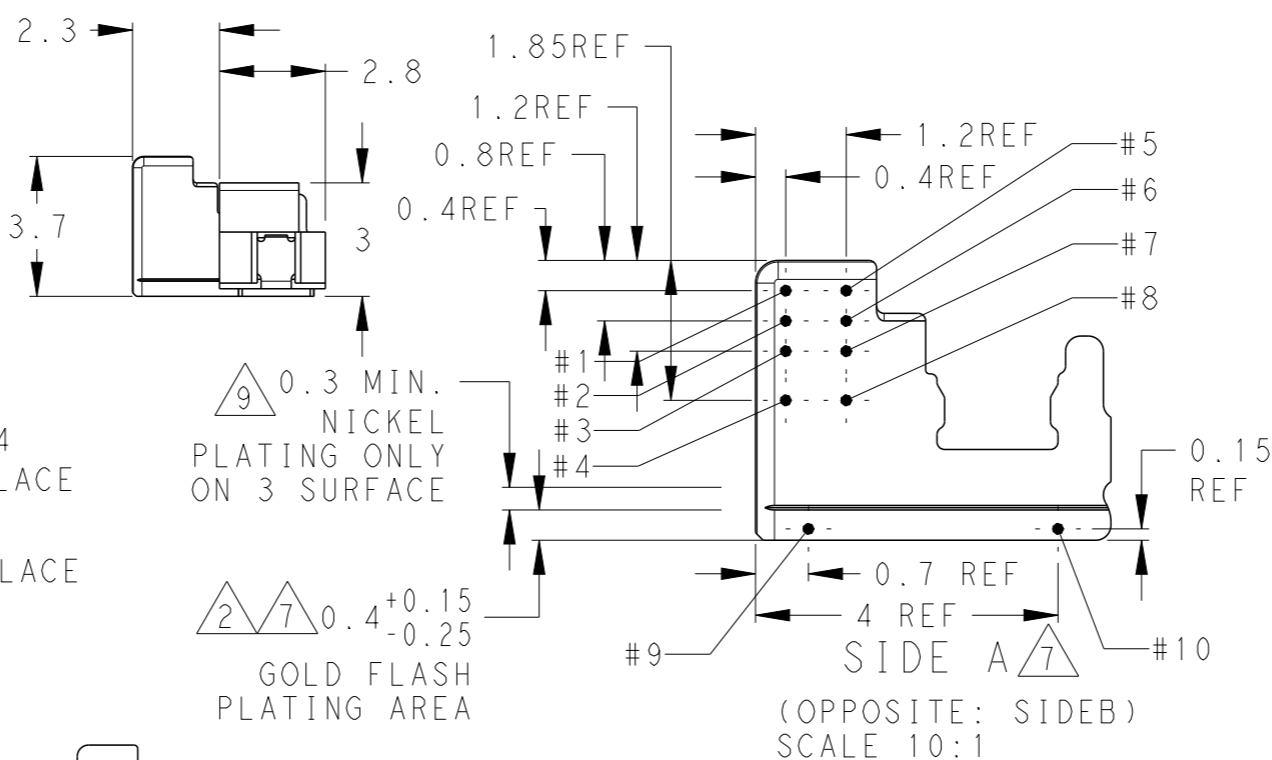 2.3
2.8
3.7
3
1.85REF
1.2REF
0.8REF
0.4REF
1.2REF
0.4REF
#5
#6
#7
#8
#1
#2
#3
#4
9 0.3 MIN.
NICKEL
PLATING ONLY
ON 3 SURFACE
4
LACE
LACE
2 7 0.4 +0.15
-0.25
GOLD FLASH
PLATING AREA
0.15
REF
0.7 REF
4 REF
#9
#10
SIDE A 7
(OPPOSITE: SIDEB)
SCALE 10:1